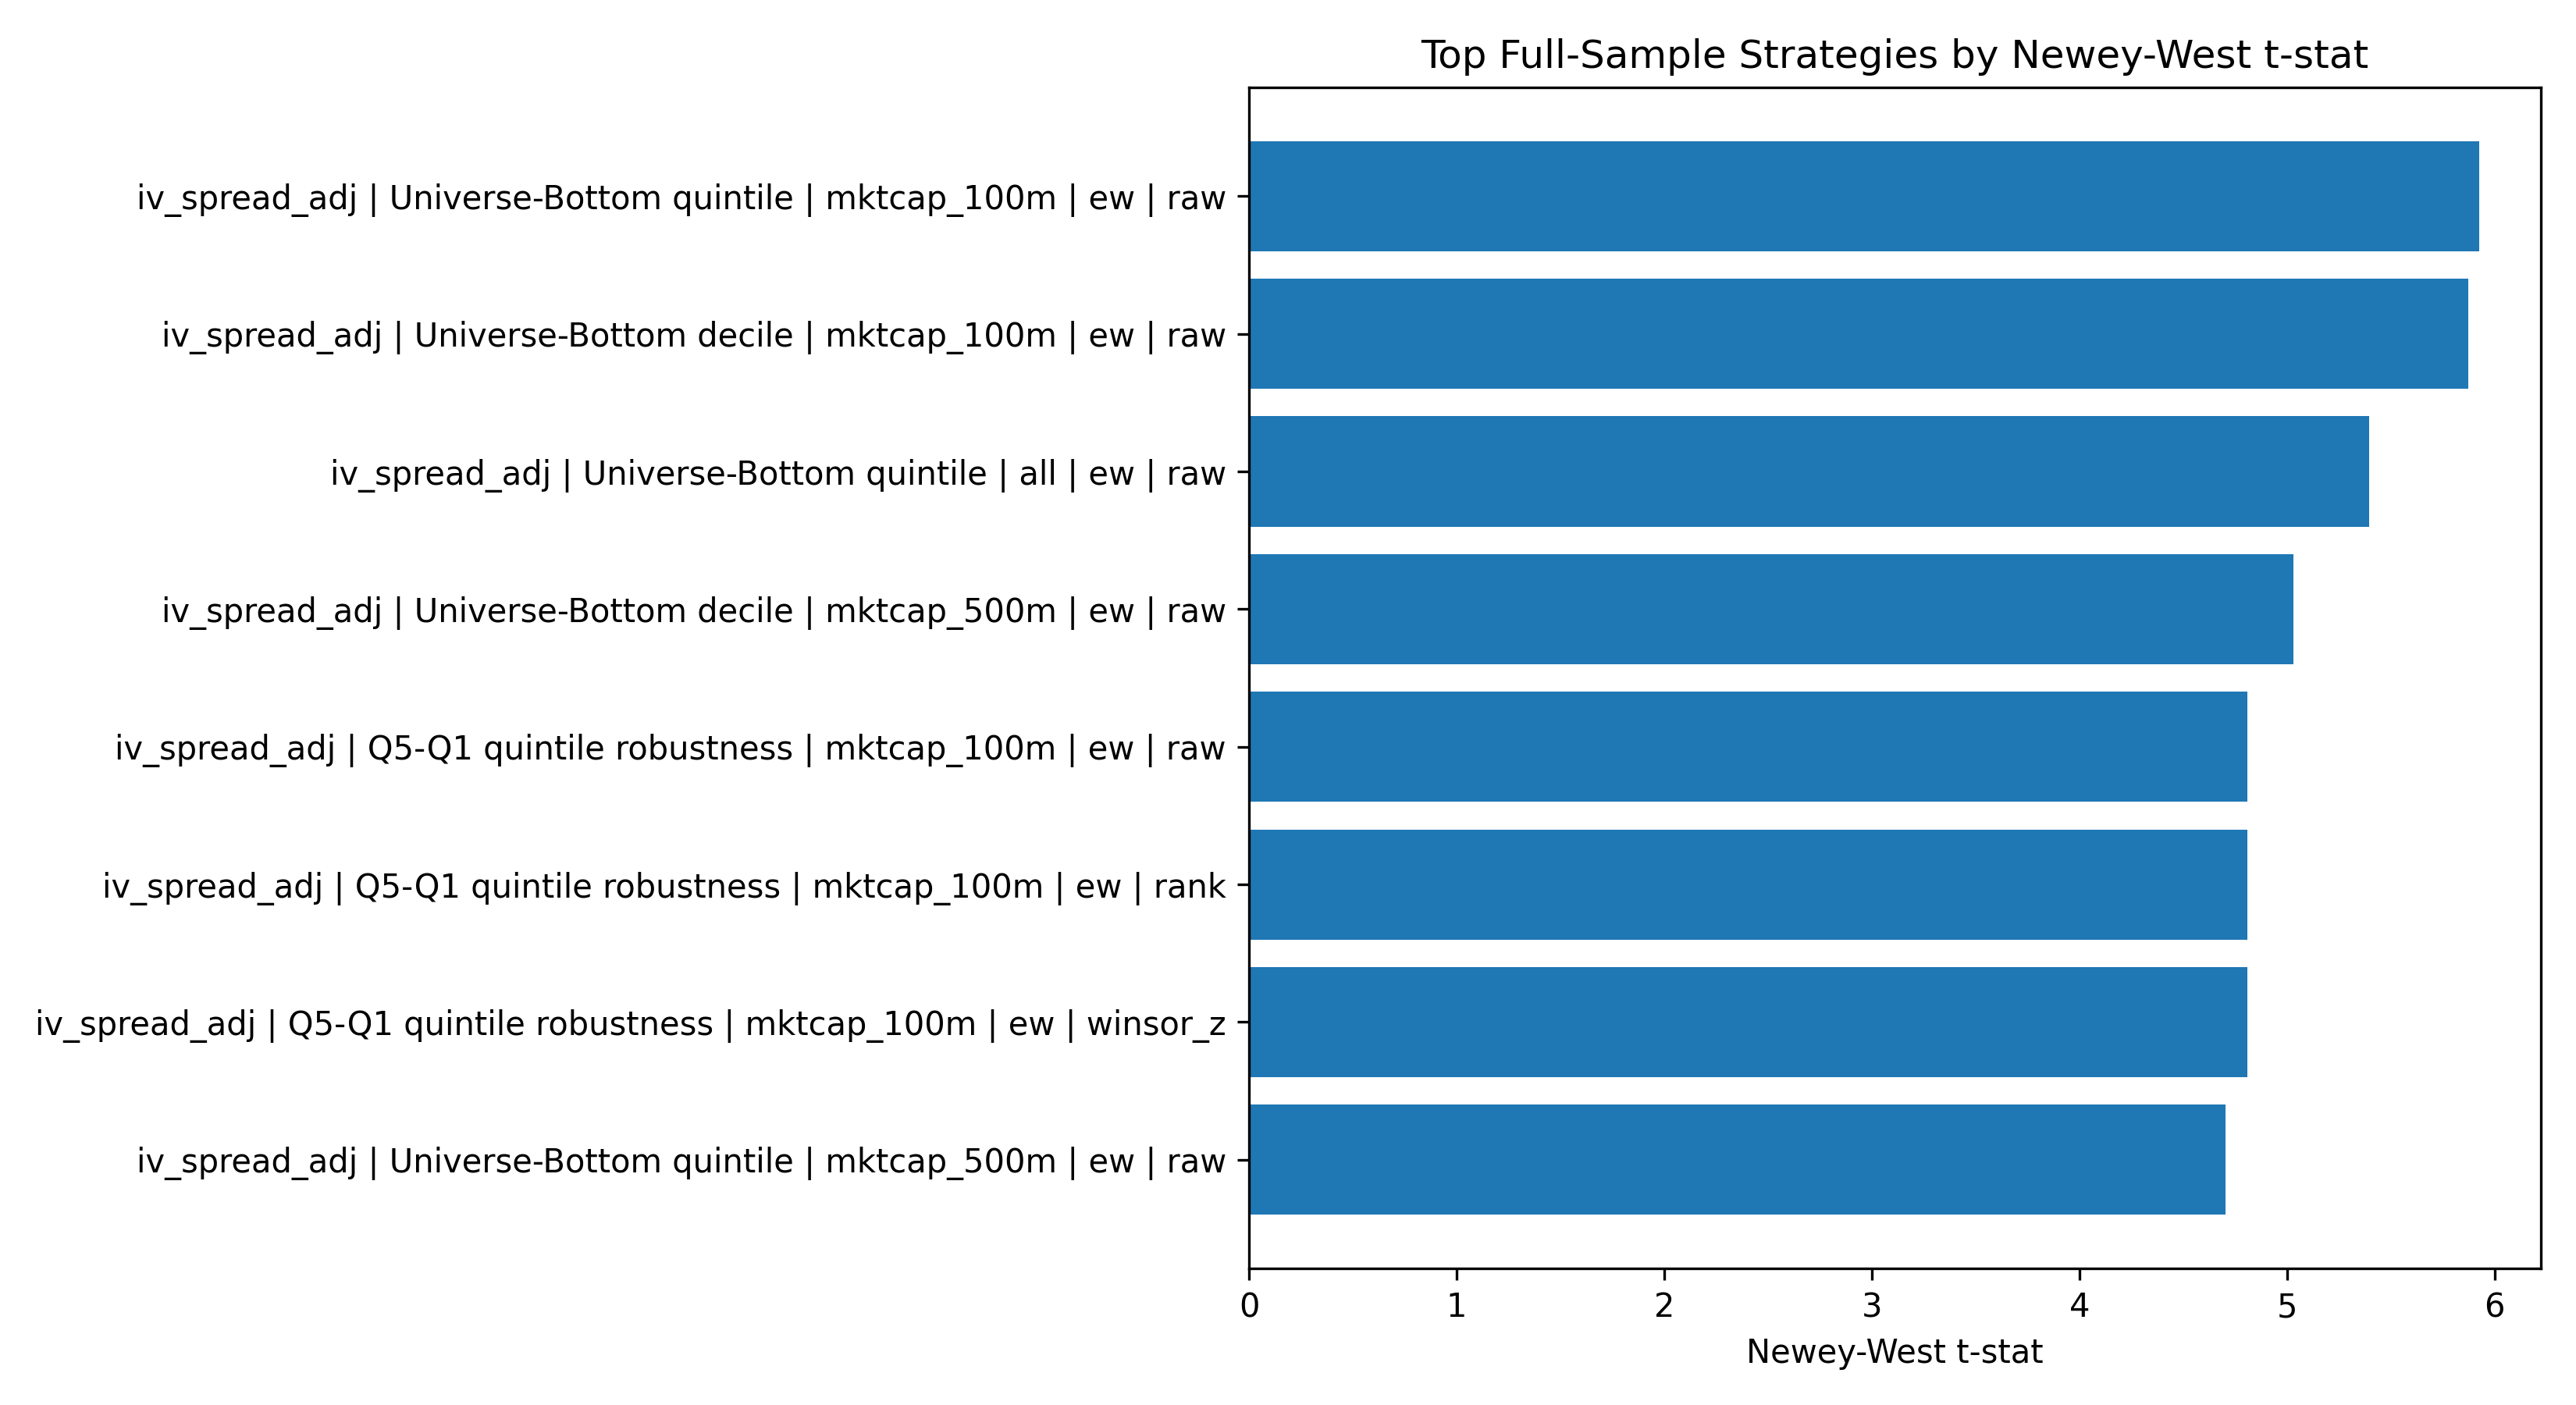 Top Full-Sample Strategies by Newey-West t-stat
iv_spread_adj | Universe-Bottom quintile | mktcap_100m | ew | raw
iv_spread_adj | Universe-Bottom decile | mktcap_100m | ew | raw
iv_spread_adj | Universe-Bottom quintile | all | ew | raw
iv_spread_adj | Universe-Bottom decile | mktcap_500m | ew | raw
iv_spread_adj | Q5-Q1 quintile robustness | mktcap_100m | ew | raw
iv_spread_adj | Q5-Q1 quintile robustness | mktcap_100m | ew | rank
iv_spread_adj | Q5-Q1 quintile robustness | mktcap_100m | ew | winsor_z
iv_spread_adj | Universe-Bottom quintile | mktcap_500m | ew | raw
0 1 2 3 4 5 6
Newey-West t-stat